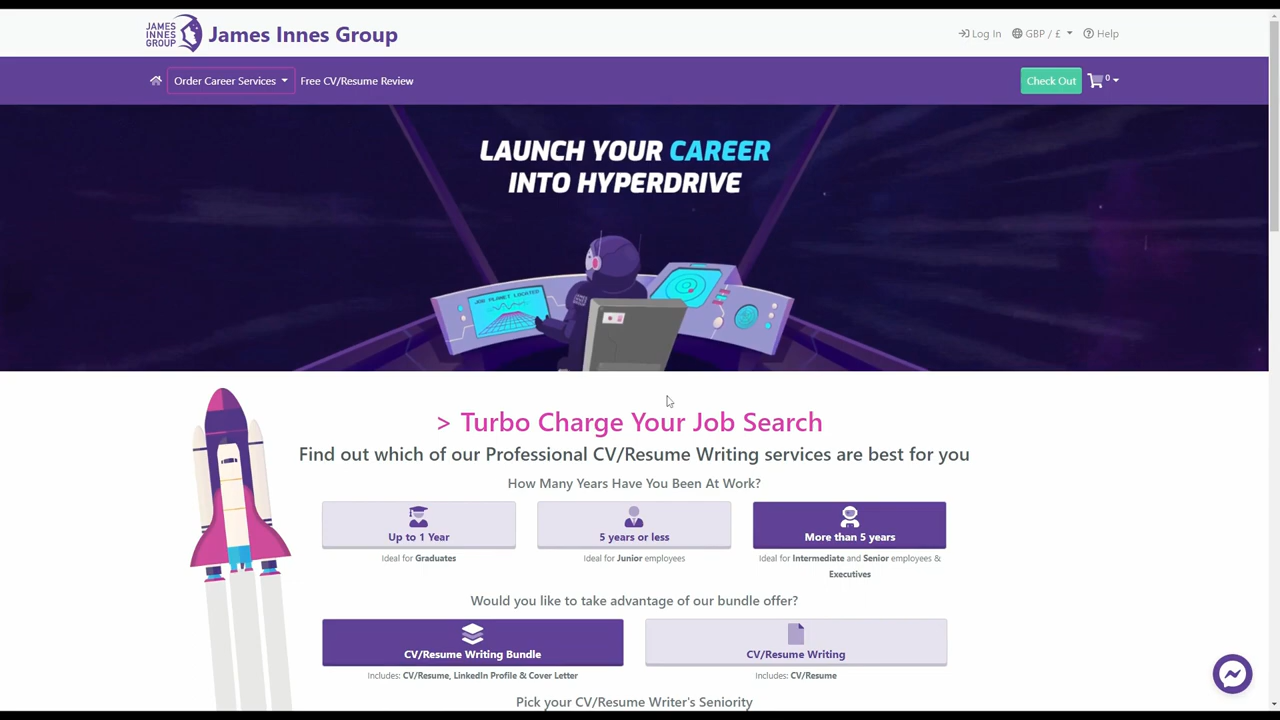 JAMES
INNES
GROUP
James Innes Group
Log In
GBP / £
Help
Order Career Services
Free CV/Resume Review
Check Out
0
LAUNCH YOUR CAREER
INTO HYPERDRIVE
JOB PLANET LOCATED
> Turbo Charge Your Job Search
Find out which of our Professional CV/Resume Writing services are best for you
How Many Years Have You Been At Work?
Up to 1 Year
5 years or less
More than 5 years
Ideal for Graduates
Ideal for Junior employees
Ideal for Intermediate and Senior employees &
Executives
Would you like to take advantage of our bundle offer?
CV/Resume Writing Bundle
CV/Resume Writing
Includes: CV/Resume, LinkedIn Profile & Cover Letter
Includes: CV/Resume
Pick your CV/Resume Writer's Seniority